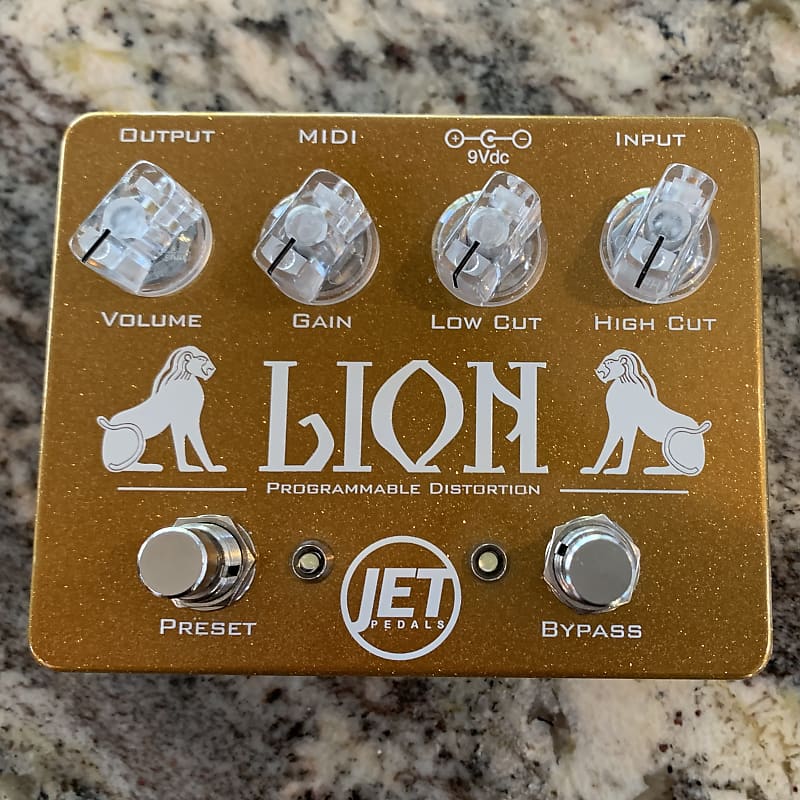 OUTPUT MIDI 9Vdc INPUT
VOLUME GAIN LOW CUT HIGH CUT
LION
PROGRAMMABLE DISTORTION
JET
PEDALS
PRESET BYPASS